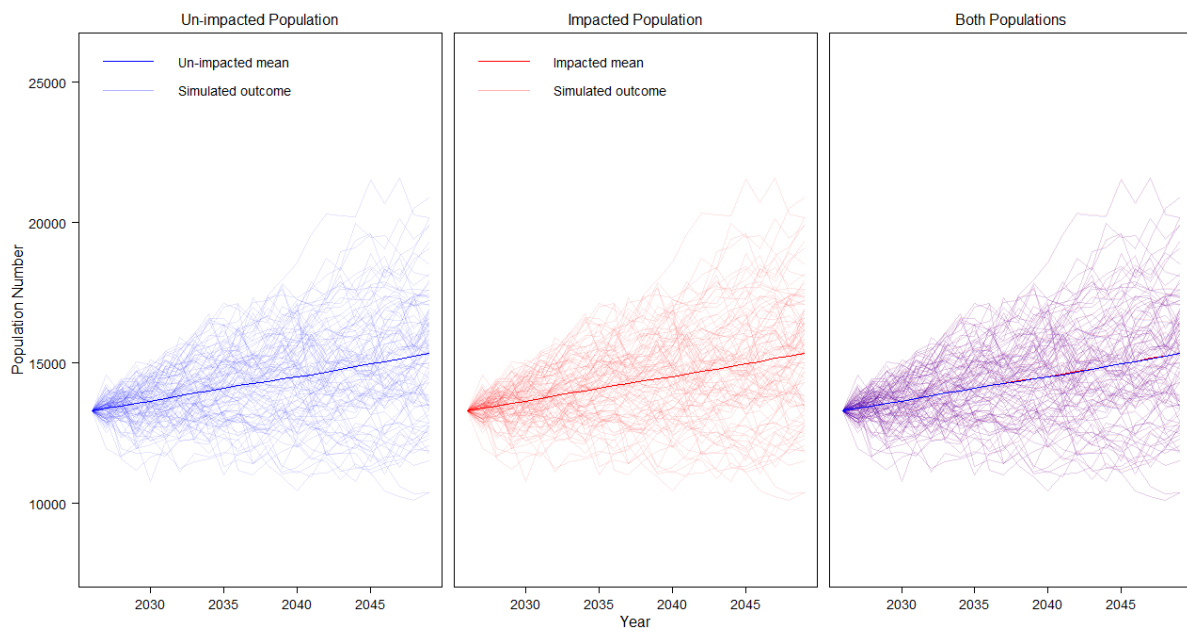 Un-impacted Population
Impacted Population
Both Populations
Un-impacted mean
Simulated outcome
Impacted mean
Simulated outcome
Population Number
25000
20000
15000
10000
2030 2035 2040 2045
2030 2035 2040 2045
2030 2035 2040 2045
Year